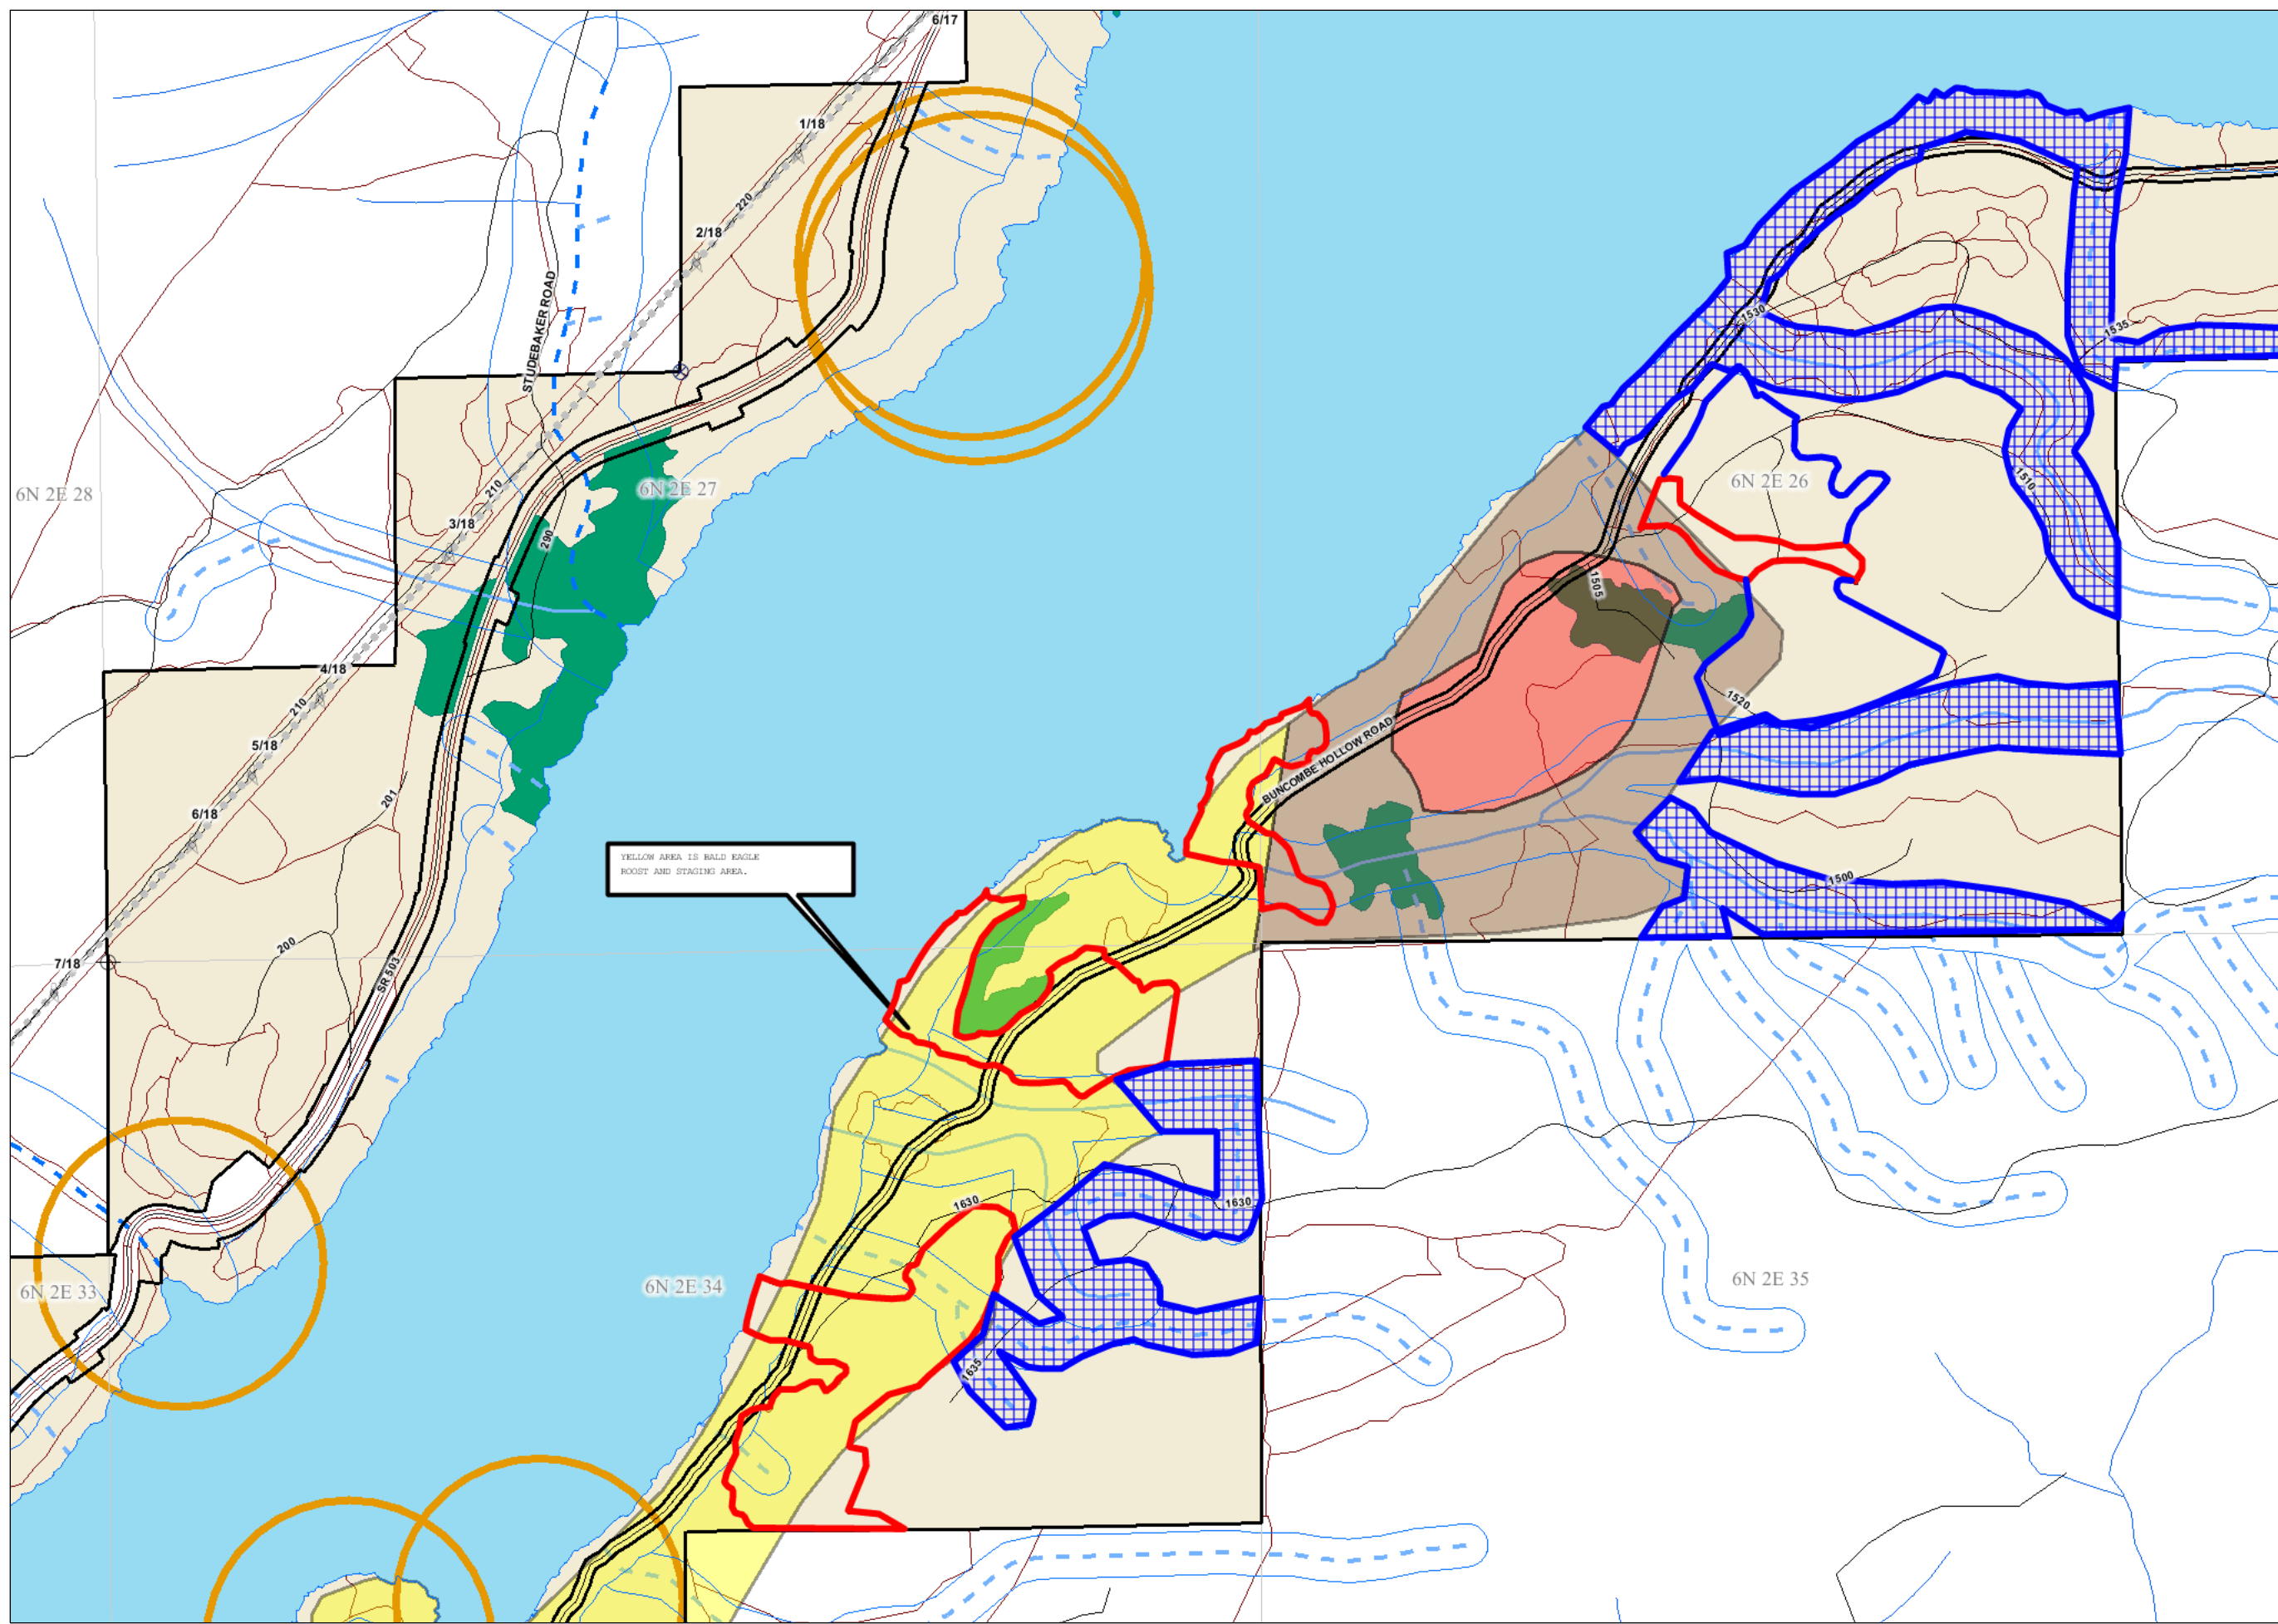 6/17
1/18
220
2/18
STUDEBAKER ROAD
1530
1535
6N 2E 28
210
6N 2E 27
6N 2E 26
1510
3/18
290
1505
4/18
210
1520
5/18
BUNCOMBE HOLLOW ROAD
201
6/18
YELLOW AREA IS BALD EAGLE
ROOST AND STAGING AREA.
1500
200
7/18
SR 503
1630
1630
6N 2E 33
6N 2E 34
6N 2E 35
1635